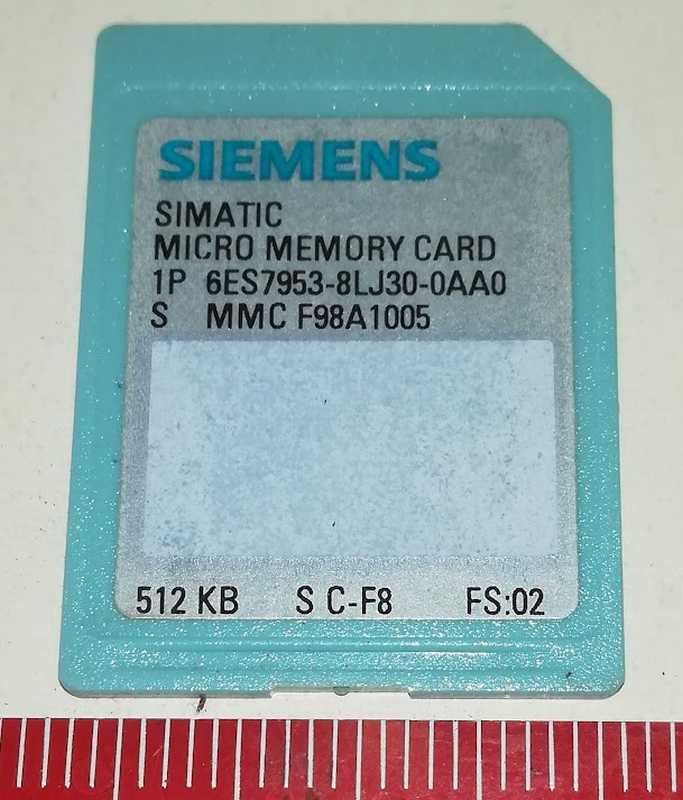 SIEMENS
SIMATIC
MICRO MEMORY CARD
1P 6ES7953-8LJ30-0AA0
S MMC F98A1005
512 KB S C-F8 FS:02